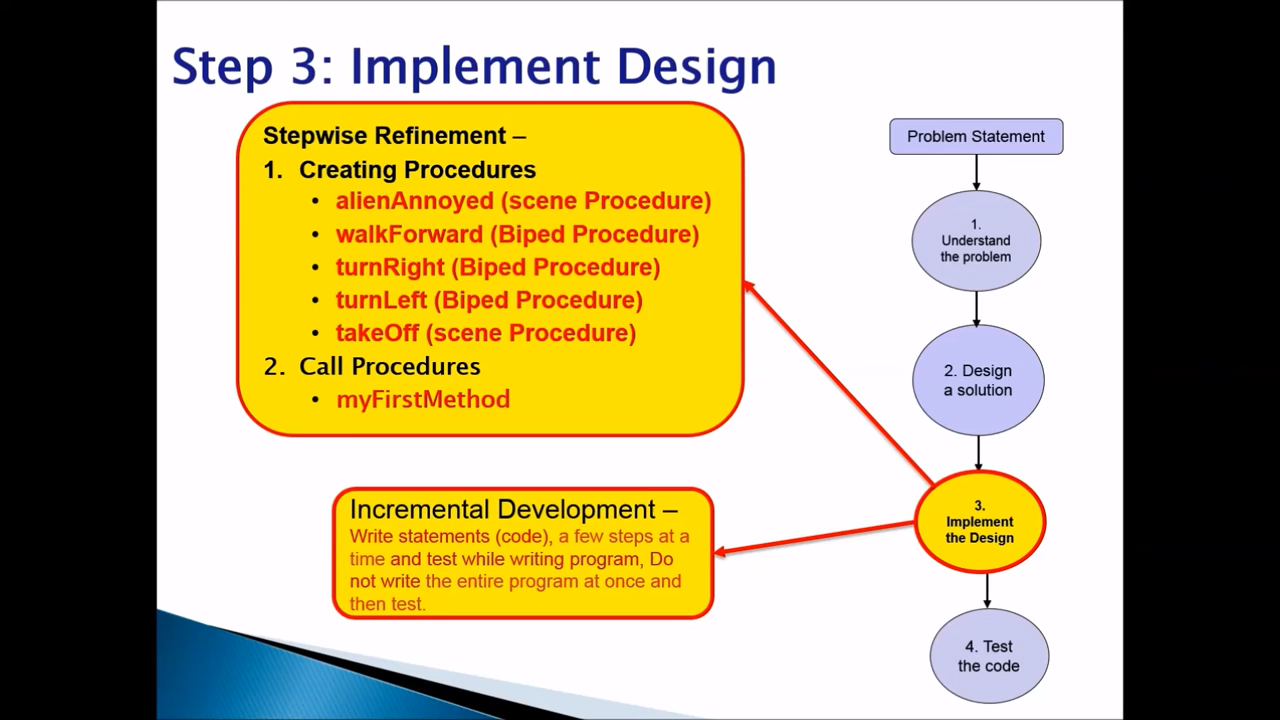 Step 3: Implement Design
Stepwise Refinement –
1. Creating Procedures
• alienAnnoyed (scene Procedure)
• walkForward (Biped Procedure)
• turnRight (Biped Procedure)
• turnLeft (Biped Procedure)
• takeOff (scene Procedure)
2. Call Procedures
• myFirstMethod
Incremental Development –
Write statements (code), a few steps at a
time and test while writing program, Do
not write the entire program at once and
then test.
Problem Statement
1.
Understand
the problem
2. Design
a solution
3.
Implement
the Design
4. Test
the code